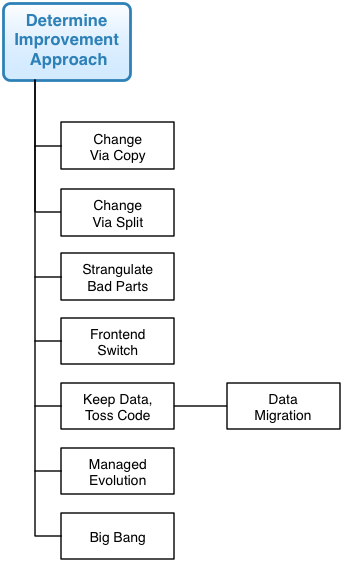 Determine
Improvement
Approach
Change
Via Copy
Change
Via Split
Strangulate
Bad Parts
Frontend
Switch
Keep Data,
Toss Code
Data
Migration
Managed
Evolution
Big Bang